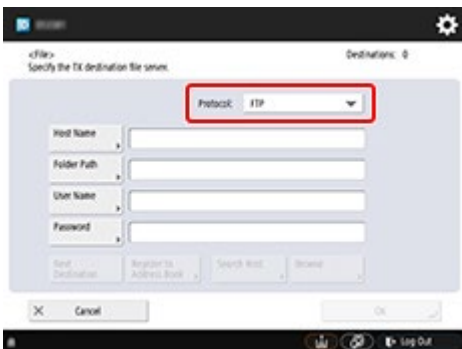 <File>
Destinations: 0
Specify the TX destination file server.
Protocol: FTP
Host Name
Folder Path
User Name
Password
Next Destination
Register to Address Book
Search Host
Browse
Cancel
OK
Log Out